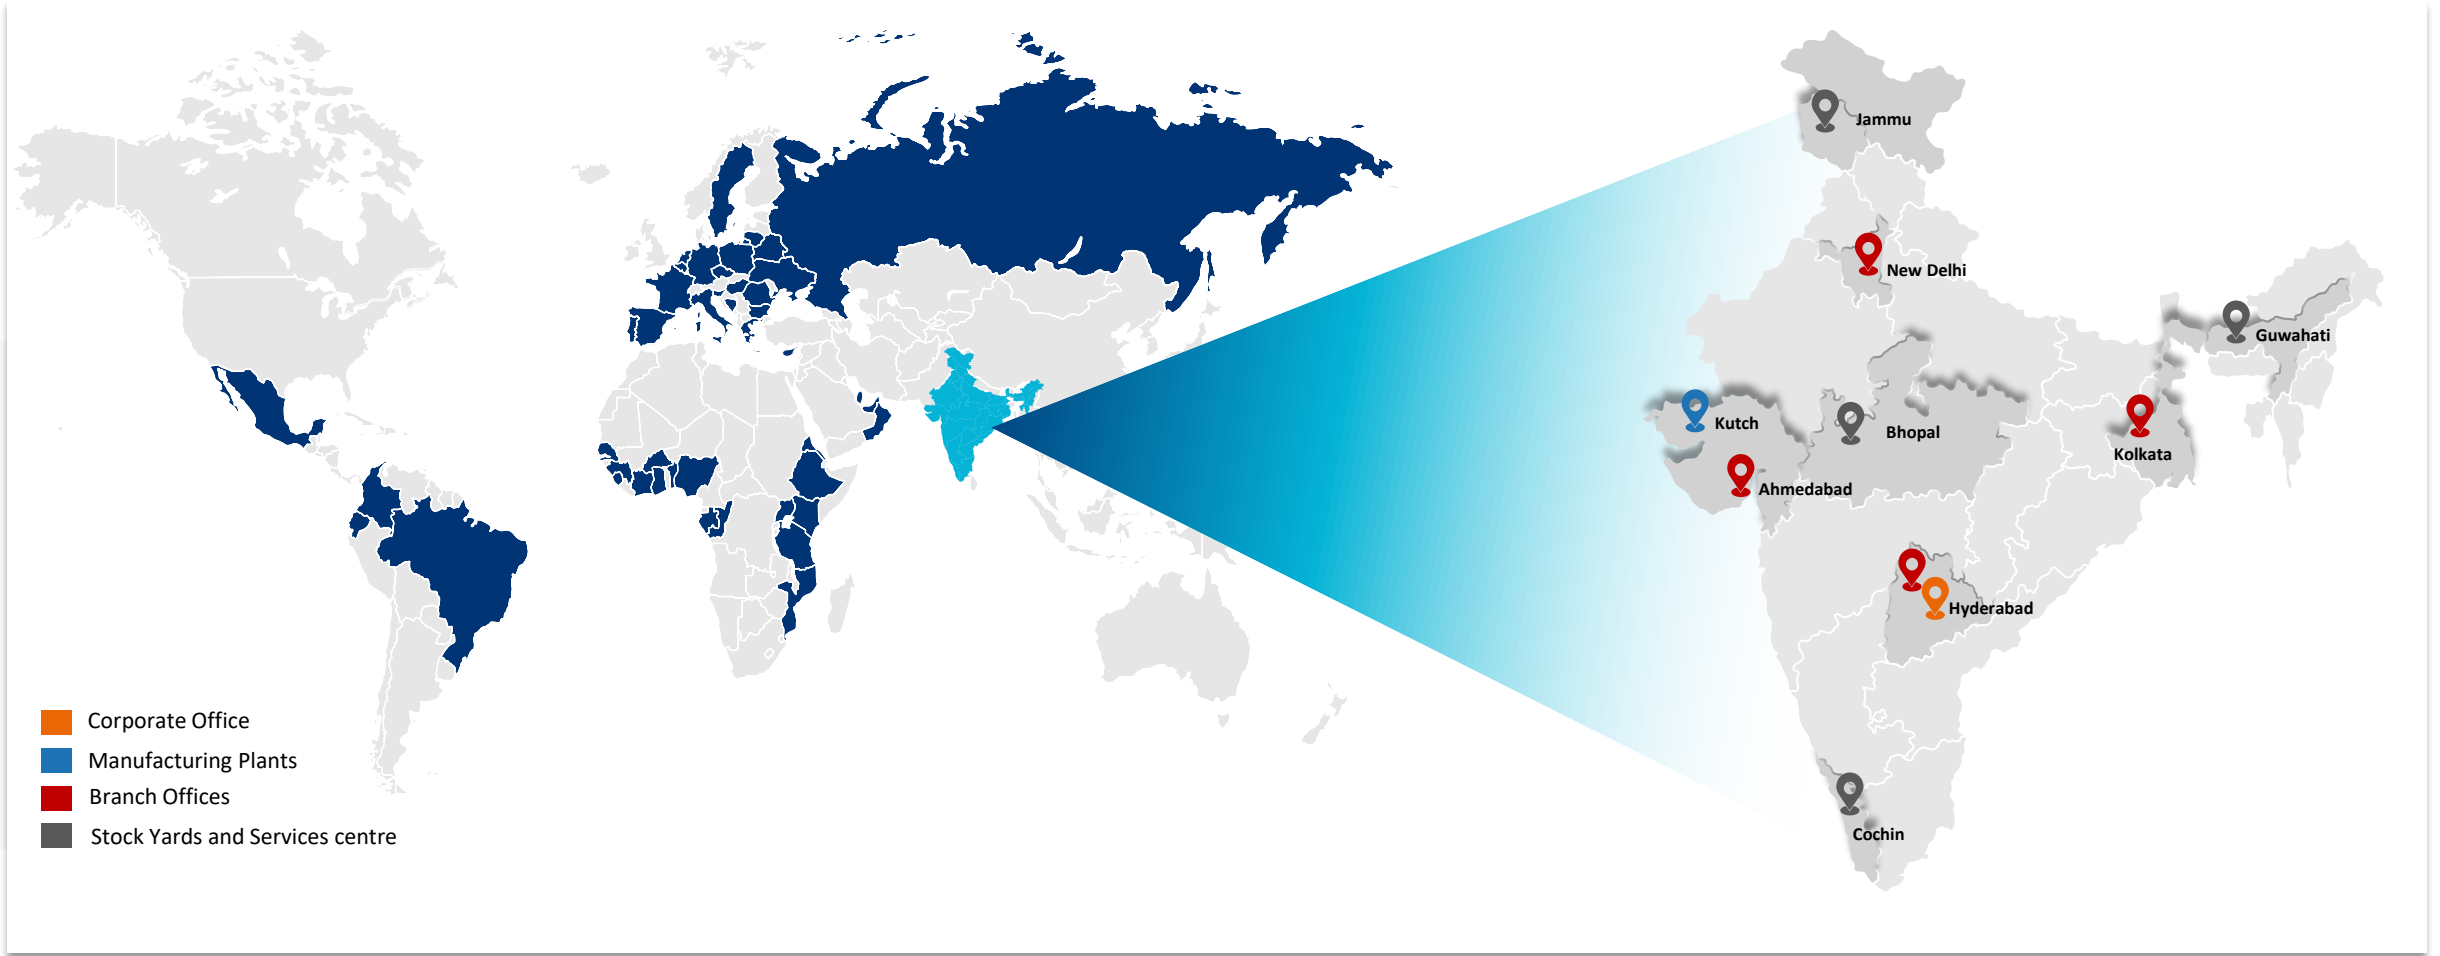 Jammu
New Delhi
Guwahati
Kutch
Bhopal
Kolkata
Ahmedabad
Hyderabad
Cochin
Corporate Office
Manufacturing Plants
Branch Offices
Stock Yards and Services centre